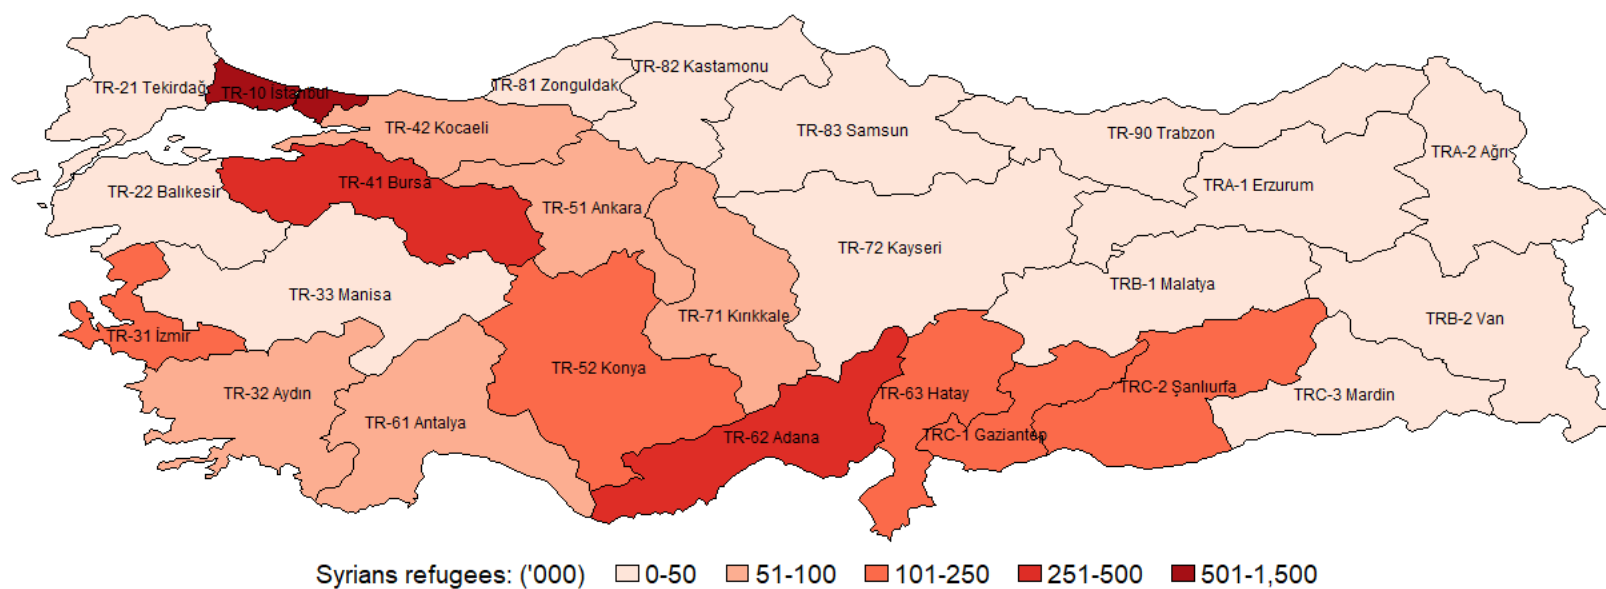 TR-82 Kastamonu
TR-21 Tekirdağ
TR-81 Zonguldak
TR-10 İstanbul
TR-42 Kocaeli
TR-83 Samsun
TR-90 Trabzon
TRA-2 Ağrı
TR-41 Bursa
TRA-1 Erzurum
TR-22 Balıkesir
TR-51 Ankara
TR-72 Kayseri
TRB-1 Malatya
TR-33 Manisa
TR-71 Kırıkkale
TRB-2 Van
TR-31 İzmir
TR-52 Konya
TRC-2 Şanlıurfa
TR-32 Aydın
TR-63 Hatay
TRC-3 Mardin
TR-61 Antalya
TRC-1 Gaziantep
TR-62 Adana
Syrians refugees: ('000) 0-50 51-100 101-250 251-500 501-1,500